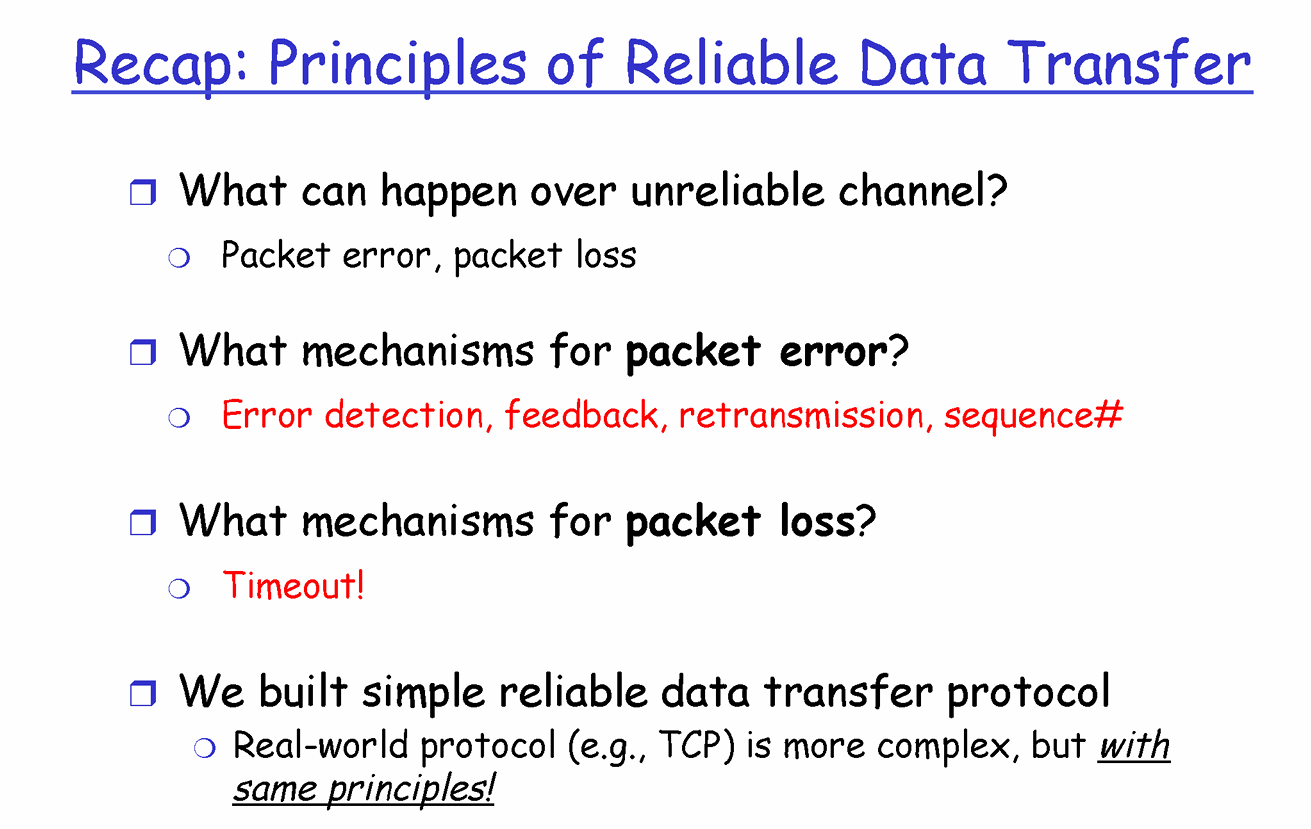 Recap: Principles of Reliable Data Transfer
What can happen over unreliable channel?
Packet error, packet loss
What mechanisms for packet error?
Error detection, feedback, retransmission, sequence#
What mechanisms for packet loss?
Timeout!
We built simple reliable data transfer protocol
Real-world protocol (e.g., TCP) is more complex, but with
same principles!